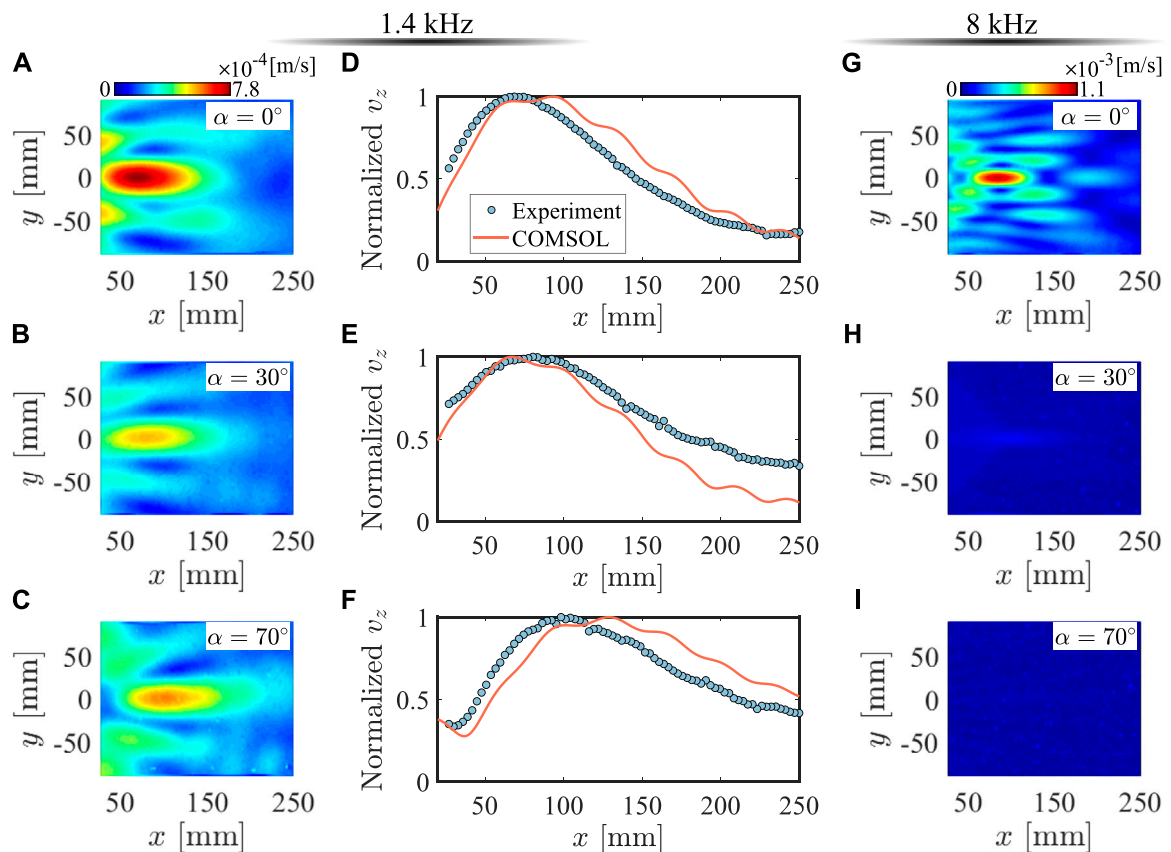 1.4 kHz
8 kHz
A
0
×10⁻⁴[m/s]
7.8
α = 0°
50
0
-50
y [mm]
50
150
250
x [mm]
D
1
0.5
0
Normalized v_z
Experiment
COMSOL
50
100
150
200
250
x [mm]
G
0
×10⁻³[m/s]
1.1
α = 0°
50
0
-50
y [mm]
50
150
250
x [mm]
B
α = 30°
50
0
-50
y [mm]
50
150
250
x [mm]
E
1
0.5
0
Normalized v_z
50
100
150
200
250
x [mm]
H
α = 30°
50
0
-50
y [mm]
50
150
250
x [mm]
C
α = 70°
50
0
-50
y [mm]
50
150
250
x [mm]
F
1
0.5
0
Normalized v_z
50
100
150
200
250
x [mm]
I
α = 70°
50
0
-50
y [mm]
50
150
250
x [mm]